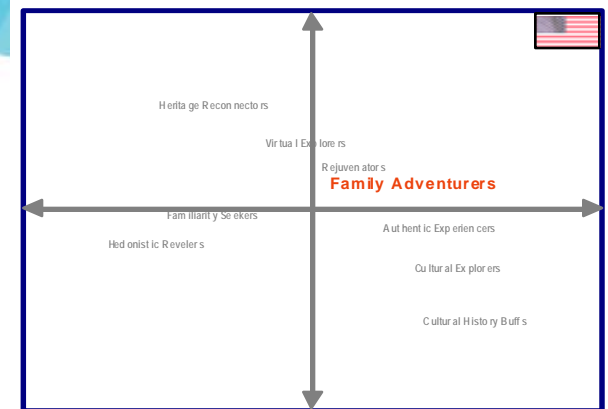 Heritage Reconnectors
Virtual Explorers
Rejuvenators
Family Adventurers
Familiarity Seekers
Authentic Experiencers
Hedonistic Revelers
Cultural Explorers
Cultural History Buffs